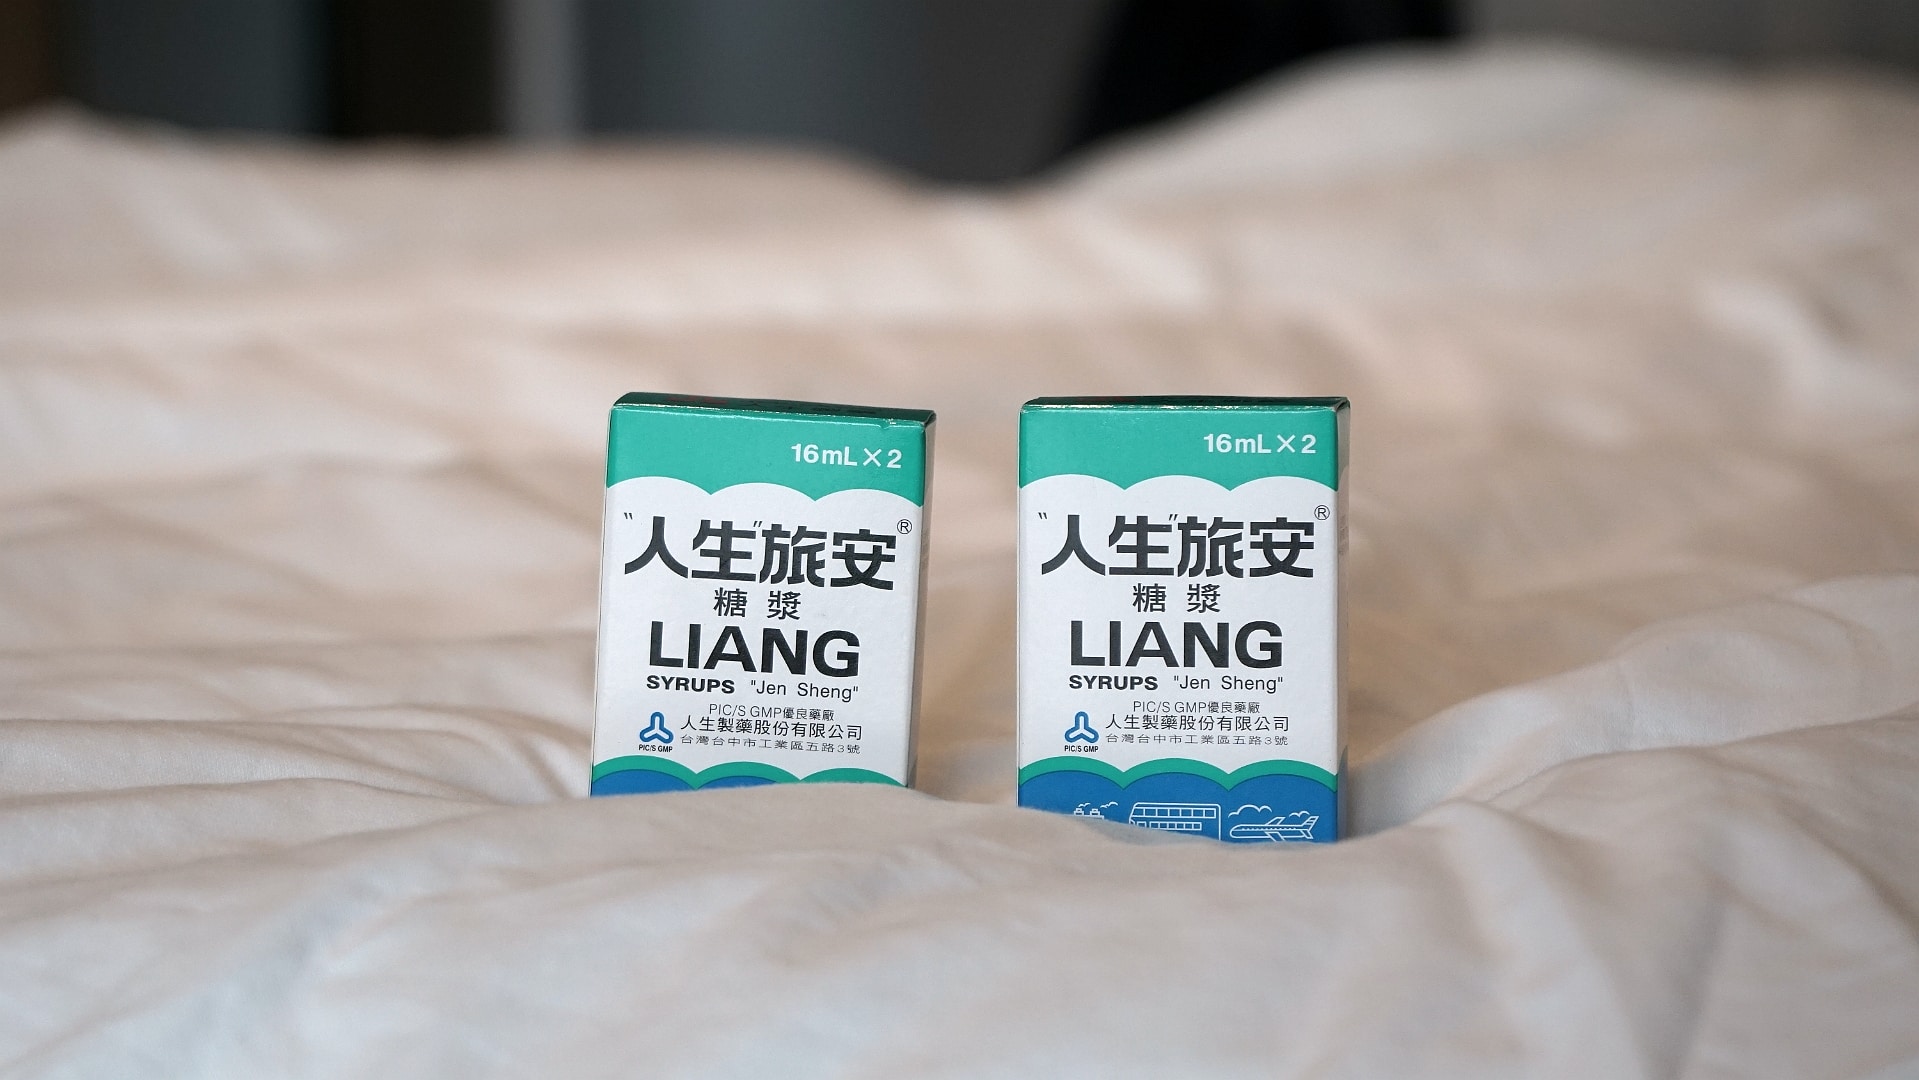 16mL×2
"人生"旅安®
糖漿
LIANG
SYRUPS "Jen Sheng"
PIC/S GMP優良藥廠
人生製藥股份有限公司
台灣台中市工業區五路3號
PIC/S GMP
16mL×2
"人生"旅安®
糖漿
LIANG
SYRUPS "Jen Sheng"
PIC/S GMP優良藥廠
人生製藥股份有限公司
台灣台中市工業區五路3號
PIC/S GMP